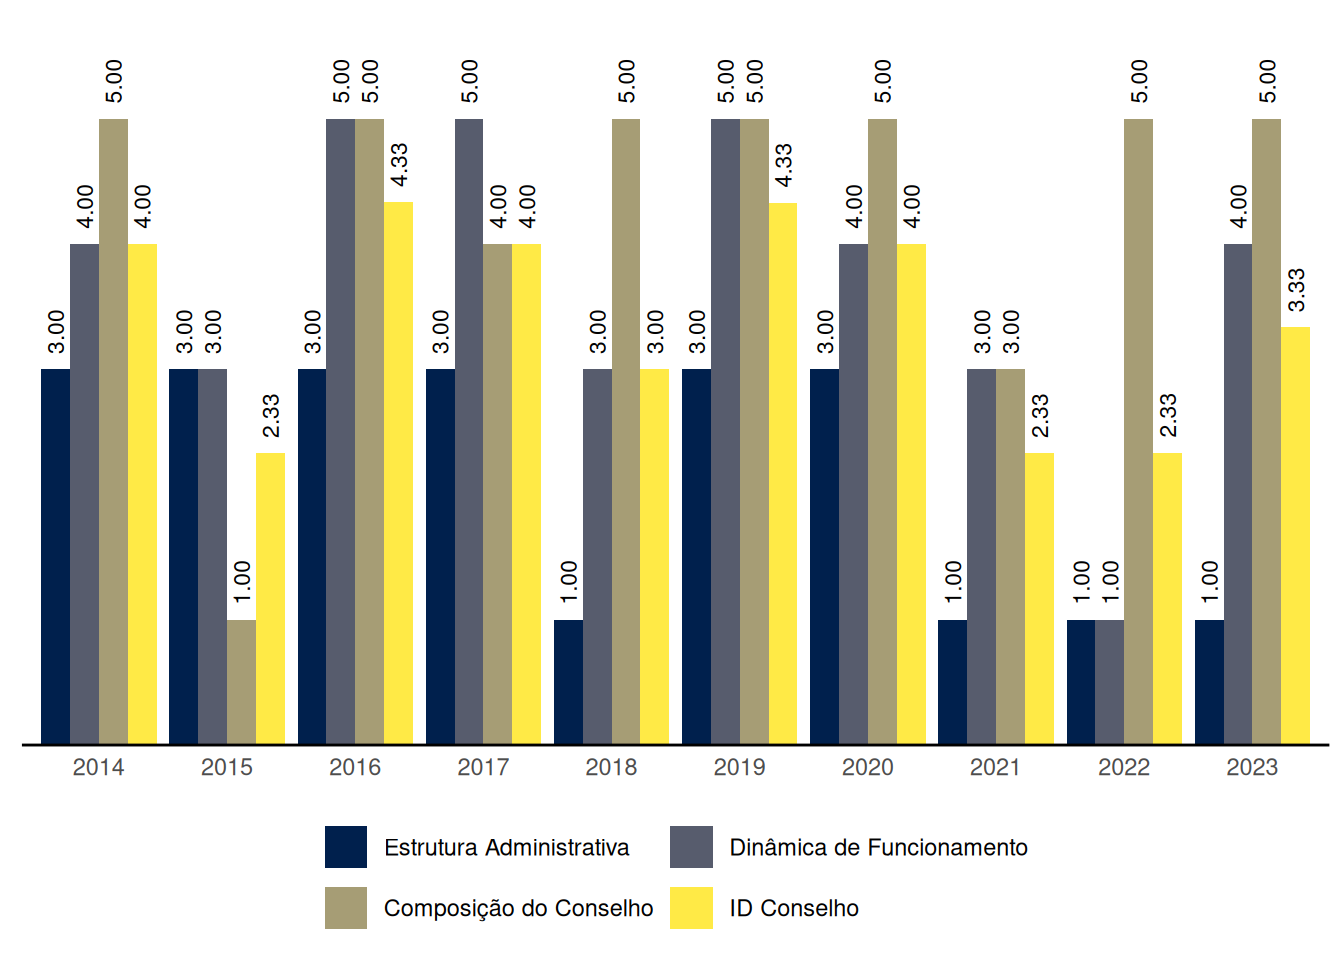 5.00 5.00 5.00 5.00 5.00 5.00 5.00 5.00 5.00 5.00
4.33 4.33
4.00 4.00 4.00 4.00 4.00 4.00 4.00
3.33
3.00 3.00 3.00 3.00 3.00 3.00 3.00 3.00 3.00 3.00 3.00
2.33 2.33 2.33
1.00 1.00 1.00 1.00 1.00 1.00
2014 2015 2016 2017 2018 2019 2020 2021 2022 2023
Estrutura Administrativa Dinâmica de Funcionamento
Composição do Conselho ID Conselho